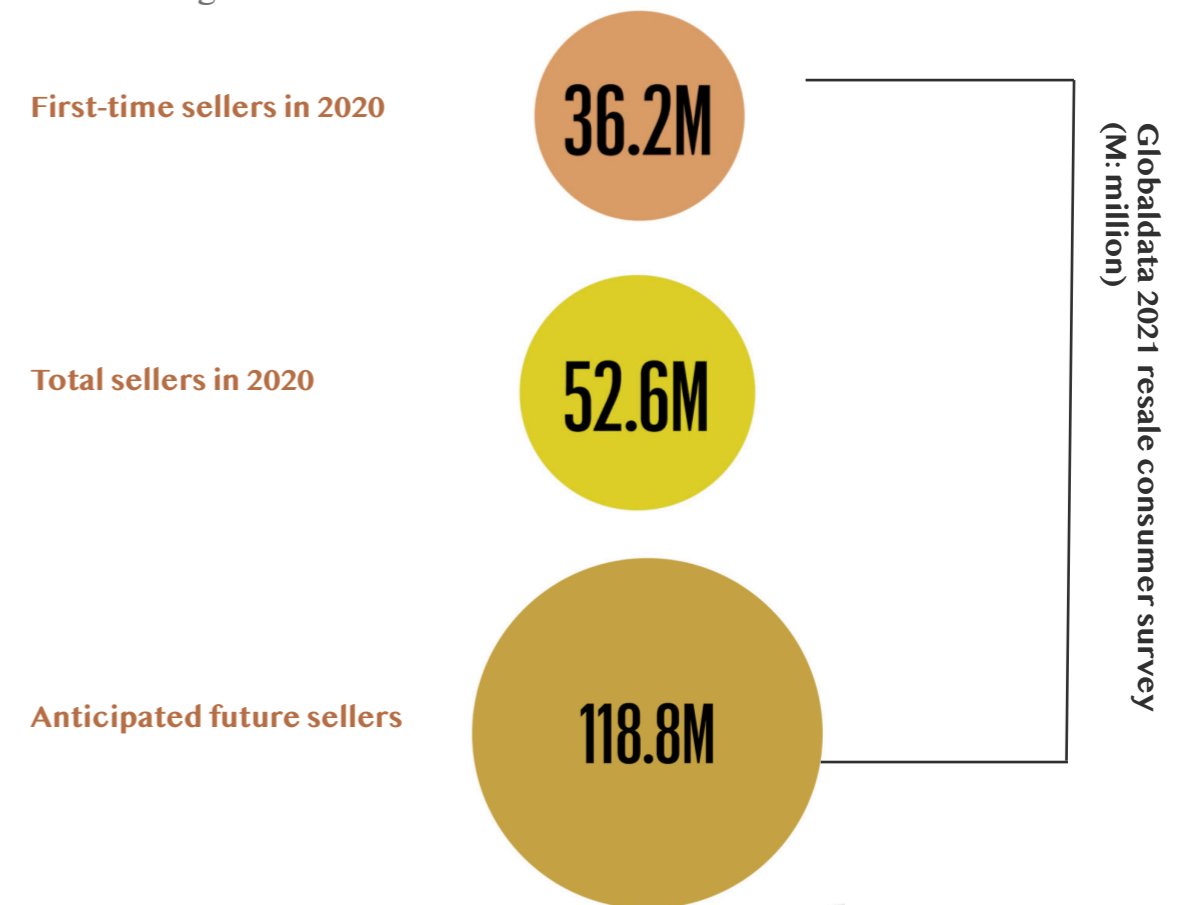 First-time sellers in 2020
36.2M
Total sellers in 2020
52.6M
Anticipated future sellers
118.8M
Globaldata 2021 resale consumer survey
(M: million)